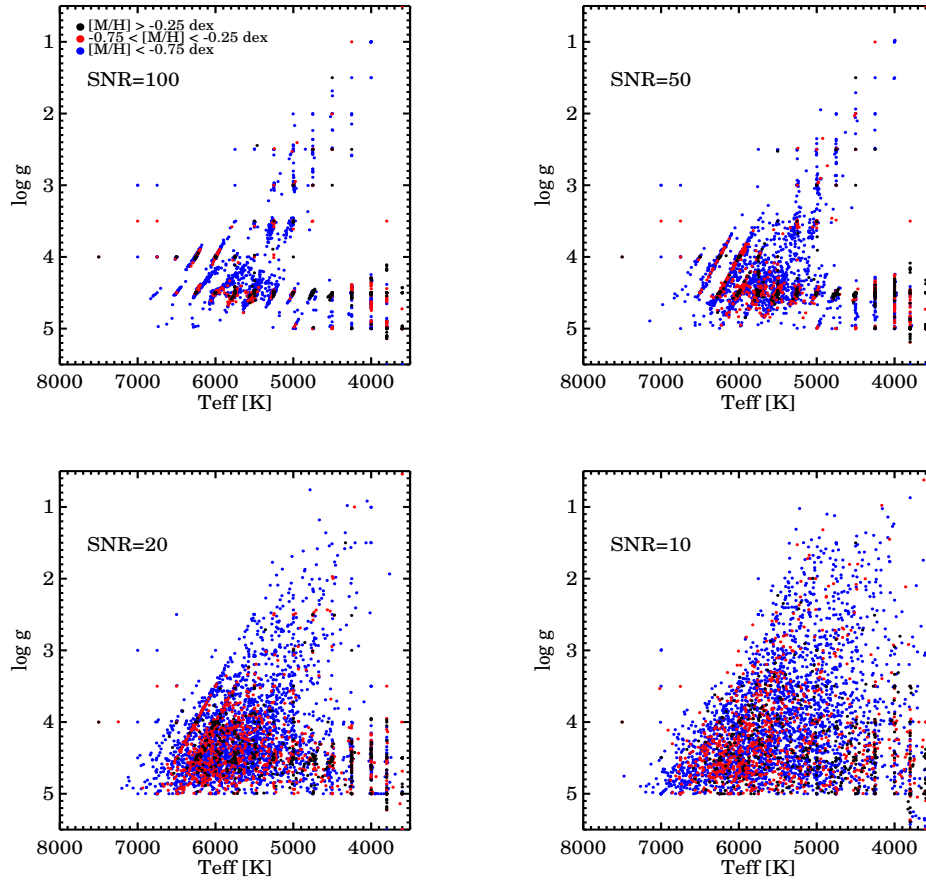 [M/H] > -0.25 dex
-0.75 < [M/H] < -0.25 dex
[M/H] < -0.75 dex
SNR=100
1
2
3
4
5
log g
8000 7000 6000 5000 4000
Teff [K]
SNR=50
1
2
3
4
5
log g
8000 7000 6000 5000 4000
Teff [K]
SNR=20
1
2
3
4
5
log g
8000 7000 6000 5000 4000
Teff [K]
SNR=10
1
2
3
4
5
log g
8000 7000 6000 5000 4000
Teff [K]